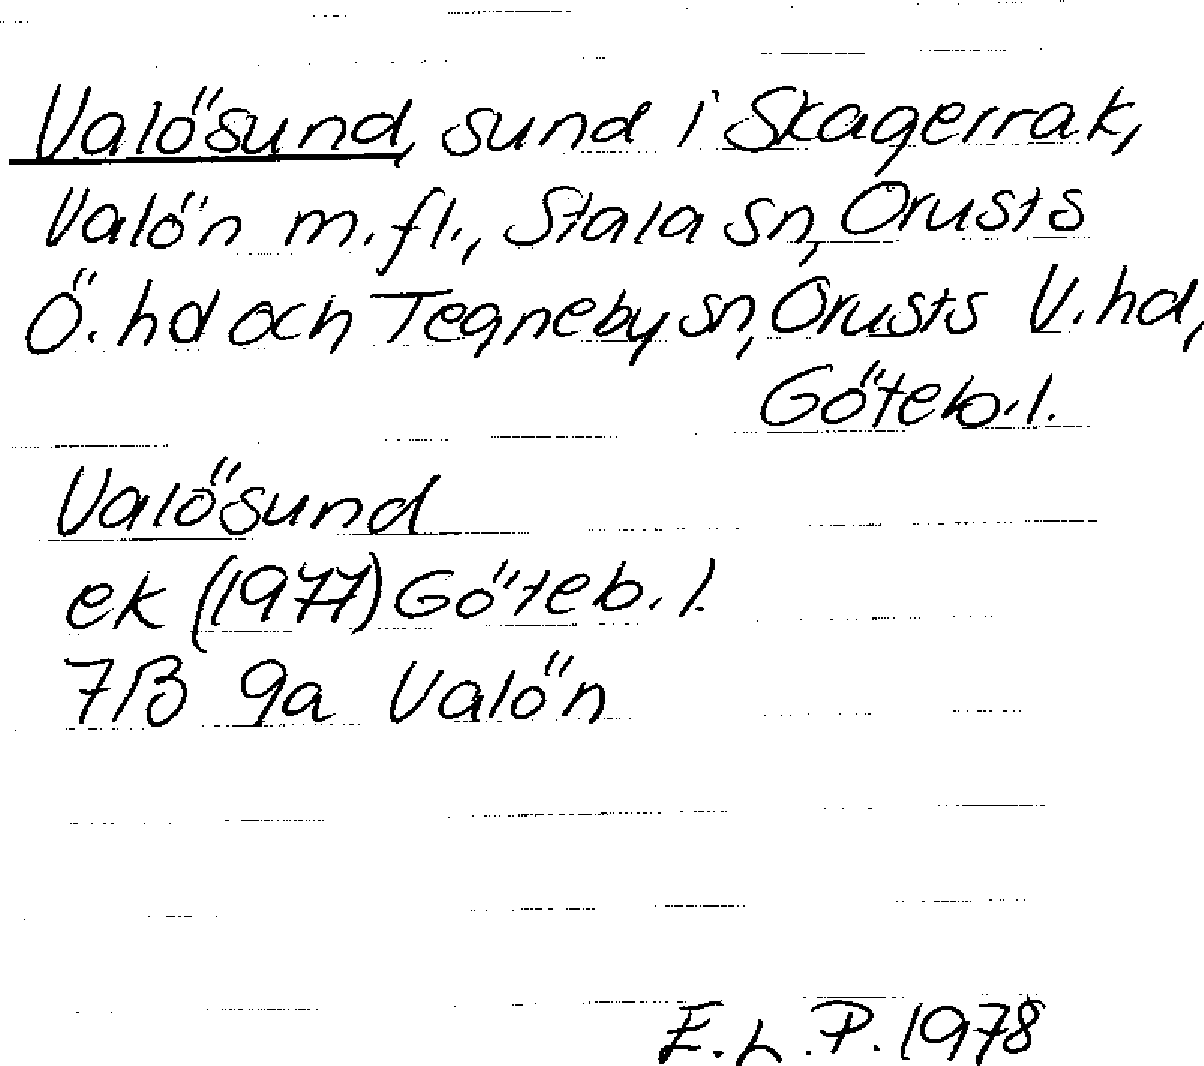 Valösund, sund i Skagerrak,
Valön m.fl., Stala sn, Orusts
Ö. hd och Tegneby sn, Orusts V. hd,
Göteb. l.
Valösund
ek (1977) Göteb. l.
7B 9a Valön
E.L.P. 1978